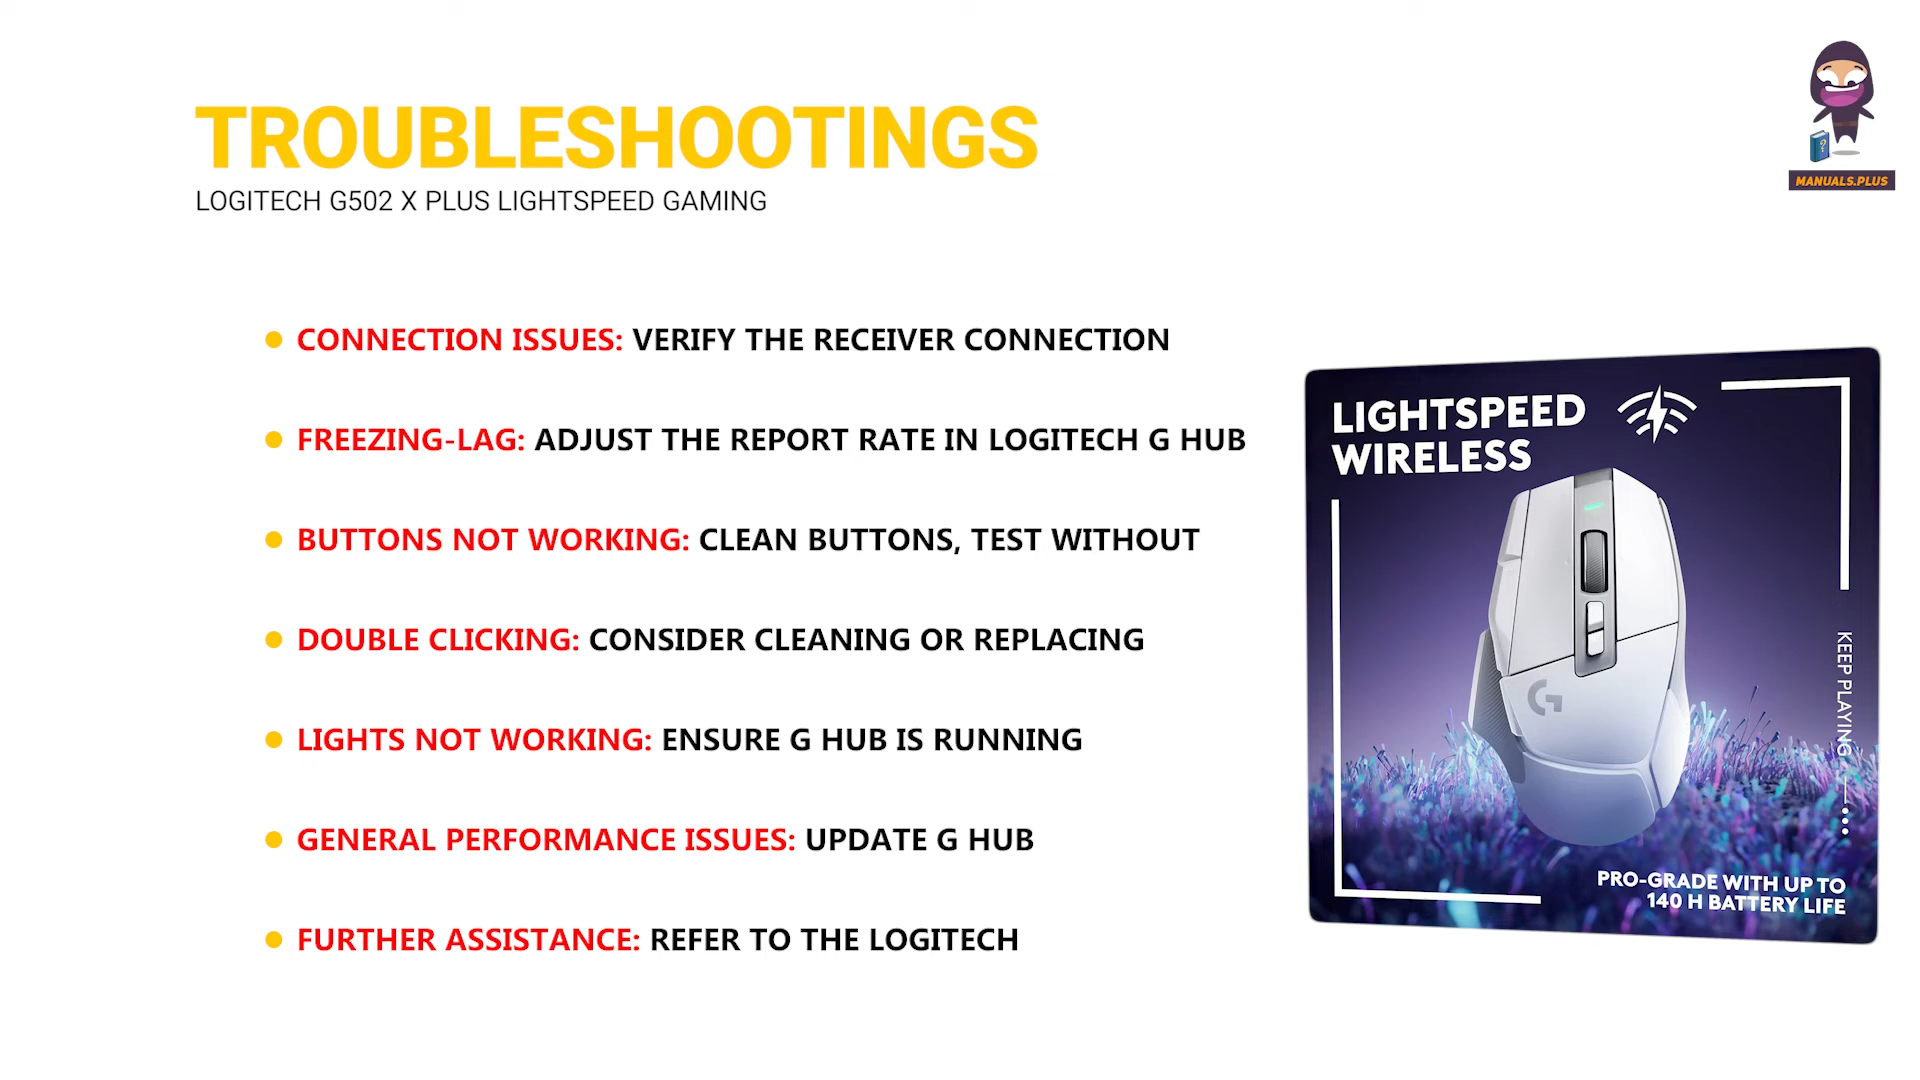 TROUBLESHOOTINGS
LOGITECH G502 X PLUS LIGHTSPEED GAMING
MANUALS.PLUS
CONNECTION ISSUES: VERIFY THE RECEIVER CONNECTION
FREEZING-LAG: ADJUST THE REPORT RATE IN LOGITECH G HUB
BUTTONS NOT WORKING: CLEAN BUTTONS, TEST WITHOUT
DOUBLE CLICKING: CONSIDER CLEANING OR REPLACING
LIGHTS NOT WORKING: ENSURE G HUB IS RUNNING
GENERAL PERFORMANCE ISSUES: UPDATE G HUB
FURTHER ASSISTANCE: REFER TO THE LOGITECH
LIGHTSPEED
WIRELESS
KEEP PLAYING
PRO-GRADE WITH UP TO
140 H BATTERY LIFE